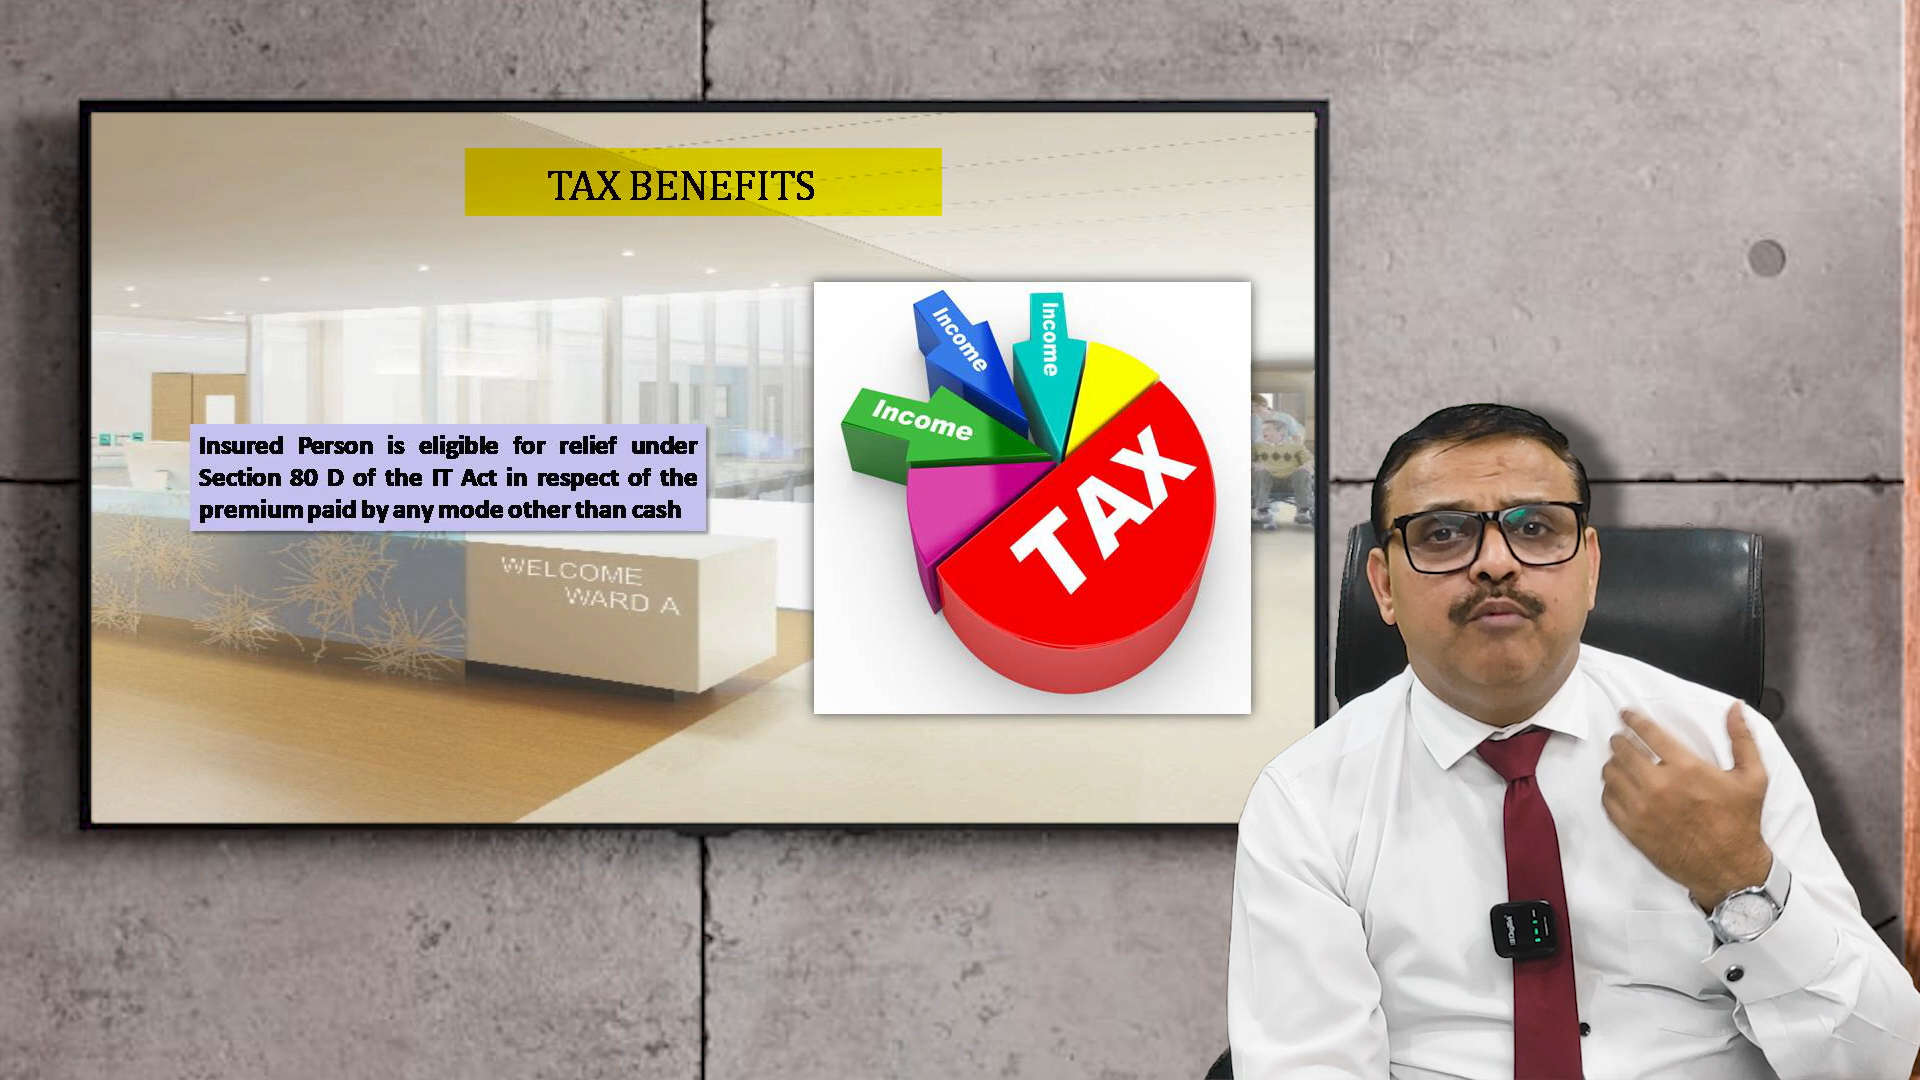 TAX BENEFITS
Income
Income
Income
TAX
Insured Person is eligible for relief under
Section 80 D of the IT Act in respect of the
premium paid by any mode other than cash
WELCOME
WARD A